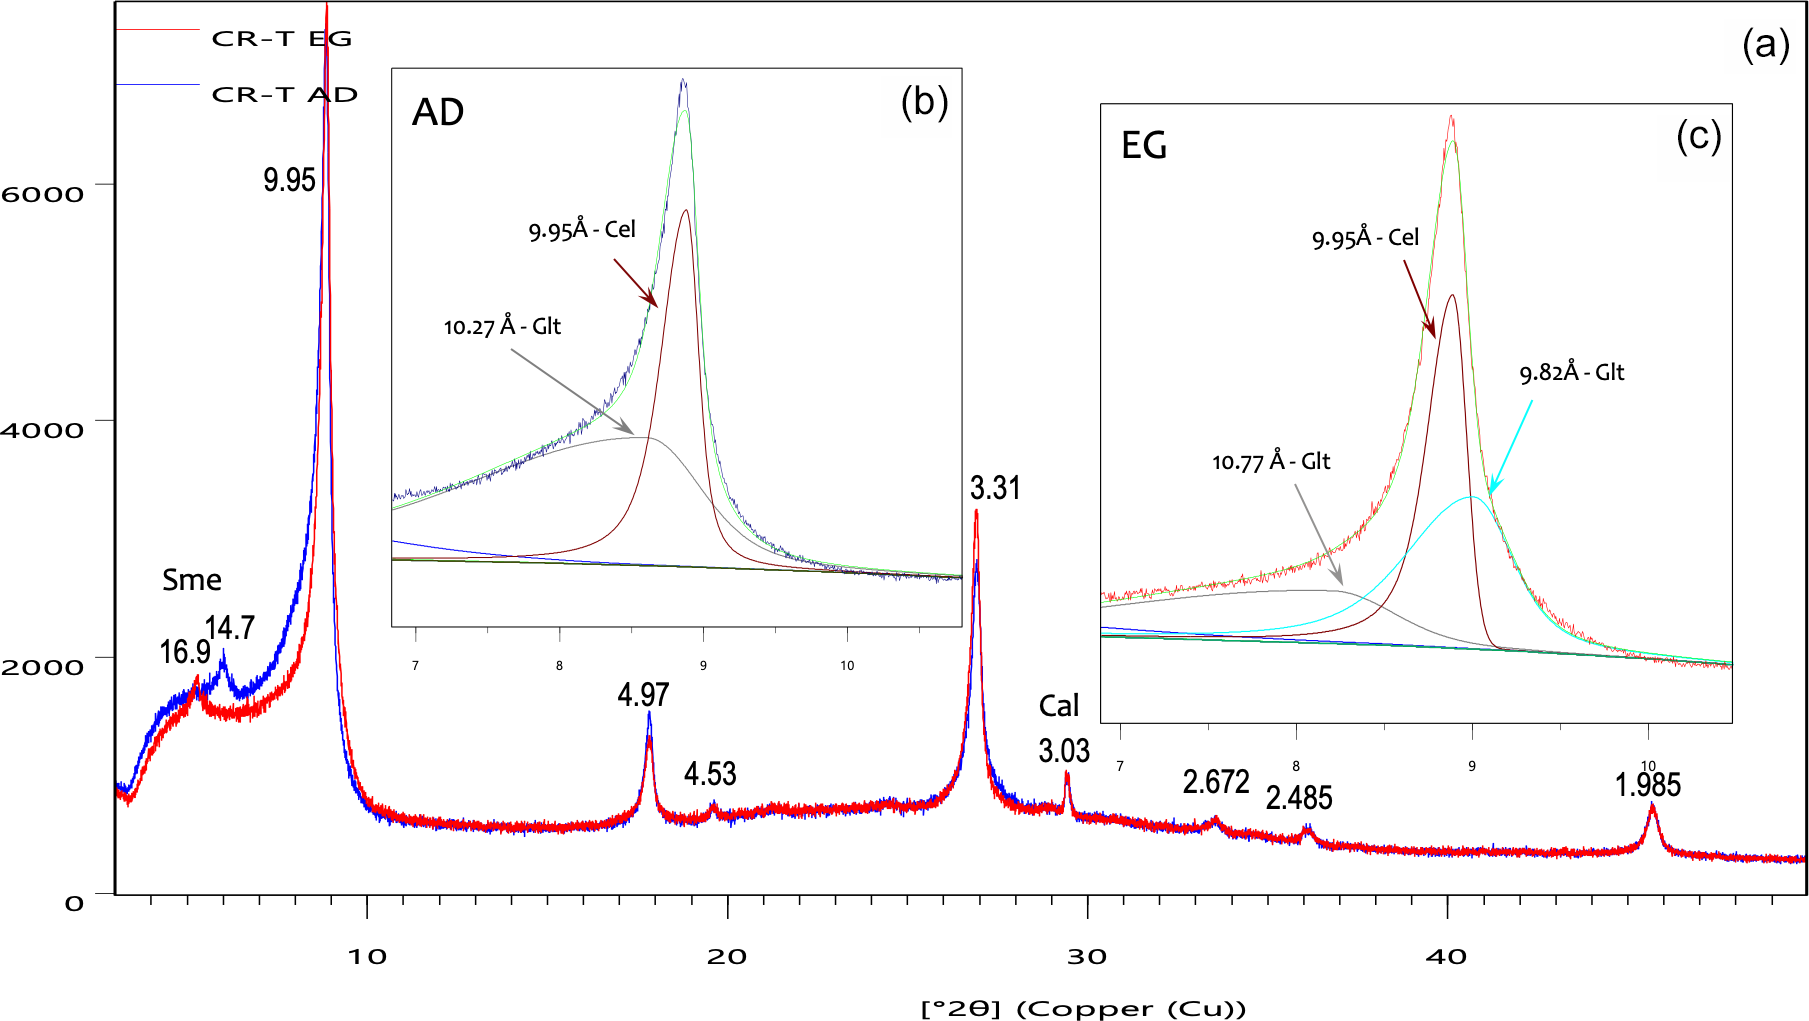 (a)
CR-T EG
CR-T AD
AD
(b)
EG
(c)
9.95
6000
9.95Å - Cel
9.95Å - Cel
10.27 Å - Glt
9.82Å - Glt
4000
10.77 Å - Glt
3.31
Sme
14.7
16.9
2000
7 8 9 10
4.97
Cal
3.03
4.53
7 8 9 10
2.672
2.485
1.985
0
10 20 30 40
[°2θ] (Copper (Cu))